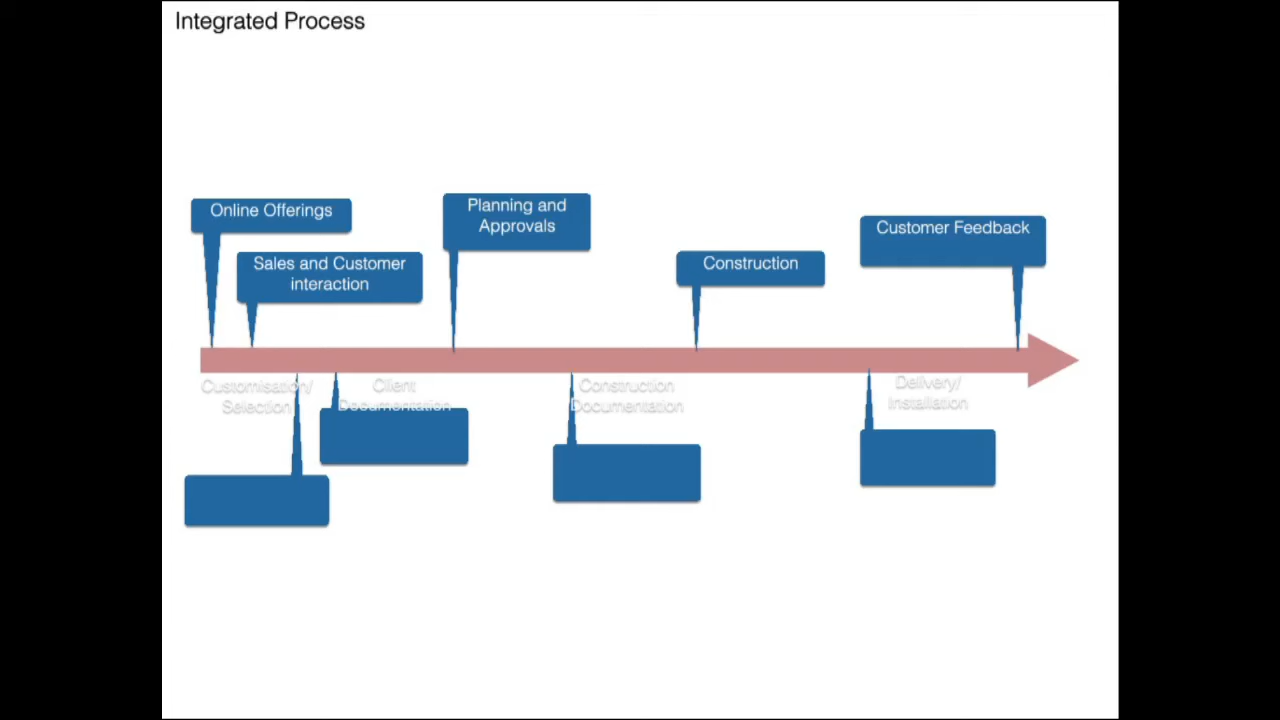 Integrated Process
Online Offerings
Sales and Customer
interaction
Planning and
Approvals
Construction
Customer Feedback
Customisation/
Selection
Client
Documentation
Construction
Documentation
Delivery/
Installation